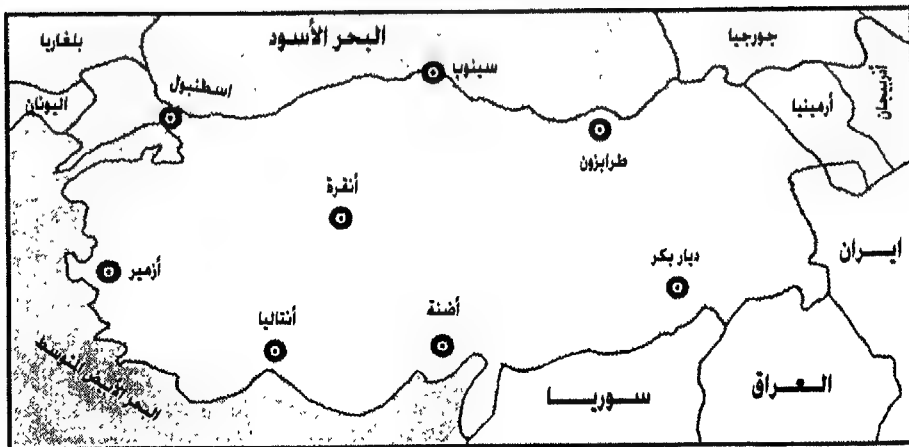 بلغاريا
البحر الأسود
جورجيا
أذربيجان
اليونان
اسطنبول
سينوب
أرمينيا
طرابزون
أنقرة
ايران
أزمير
ديار بكر
أنتاليا
أضنة
البحر الأبيض المتوسط
سوريا
العراق